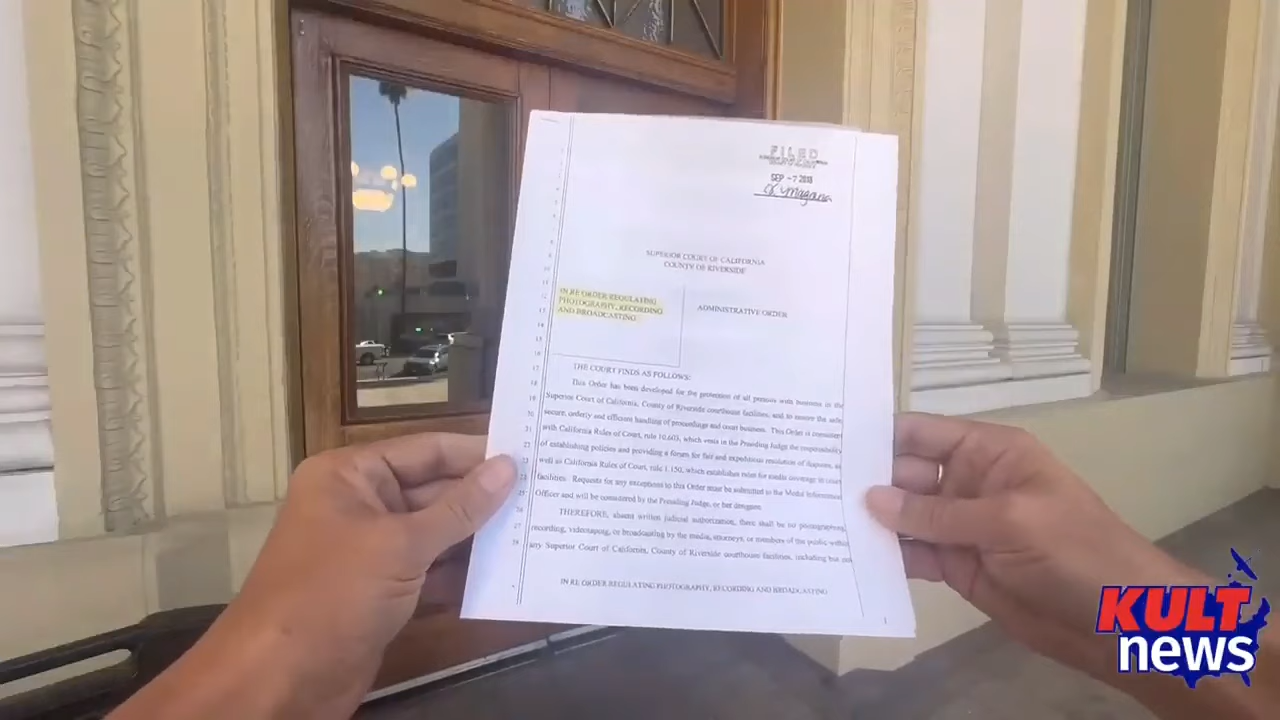 FILED
SUPERIOR COURT OF CALIFORNIA
COUNTY OF RIVERSIDE
SEP -7 2018
SUPERIOR COURT OF CALIFORNIA
COUNTY OF RIVERSIDE
IN RE ORDER REGULATING
PHOTOGRAPHY, RECORDING
AND BROADCASTING
ADMINISTRATIVE ORDER
THE COURT FINDS AS FOLLOWS:
This Order has been developed for the protection of all persons with business in the
Superior Court of California, County of Riverside courthouse facilities, and to ensure the safe,
secure, orderly and efficient handling of proceedings and court business. This Order is consistent
with California Rules of Court, rule 10.603, which vests in the Presiding Judge the responsibility
of establishing policies and providing a forum for fair and expeditious resolution of disputes, as
well as California Rules of Court, rule 1.150, which establishes rules for media coverage in court
facilities. Requests for any exceptions to this Order must be submitted to the Media Information
Officer and will be considered by the Presiding Judge, or her designee.
THEREFORE, absent written judicial authorization, there shall be no photographing,
recording, videotaping, or broadcasting by the media, attorneys, or members of the public within
any Superior Court of California, County of Riverside courthouse facilities, including but not
IN RE ORDER REGULATING PHOTOGRAPHY, RECORDING AND BROADCASTING
1
KULT
news